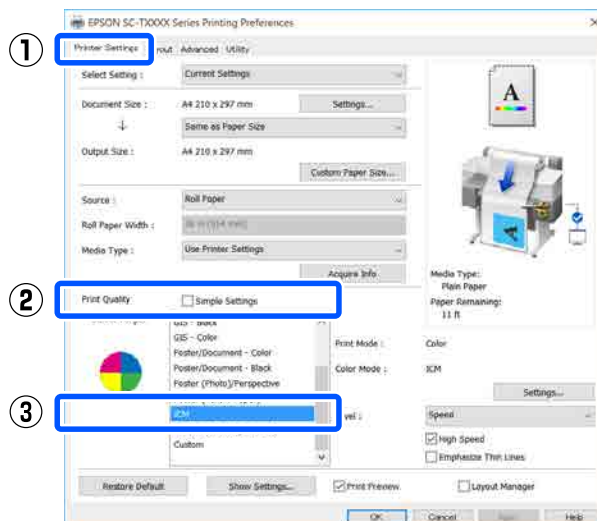 EPSON SC-TXXXX Series Printing Preferences
1
Printer Settings out Advanced Utility
Select Setting : Current Settings
Document Size : A4 210 x 297 mm Settings...
Same as Paper Size
Output Size : A4 210 x 297 mm
Custom Paper Size...
A
Source : Roll Paper
Roll Paper Width :
Media Type : Use Printer Settings
Acquire Info
Media Type:
Plain Paper
Paper Remaining:
11 ft
2
Print Quality Simple Settings
GIS - Color
Poster/Document - Color
Poster/Document - Black
Poster (Photo)/Perspective
Print Mode : Color
Color Mode : ICM
Settings...
3
ICM
vel : Speed
Custom
High Speed
Emphasize Thin Lines
Restore Default Show Settings... Print Preview Layout Manager
OK Cancel Help